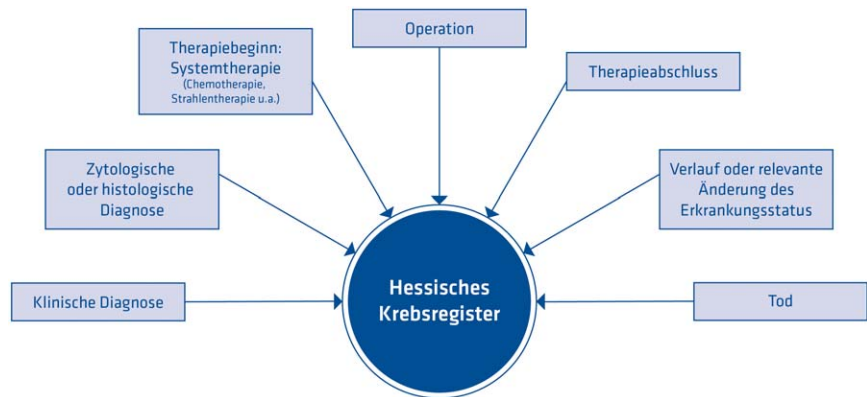 Operation
Therapiebeginn:
Systemtherapie
(Chemotherapie,
Strahlentherapie u.a.)
Therapieabschluss
Zytologische
oder histologische
Diagnose
Verlauf oder relevante
Änderung des
Erkrankungsstatus
Klinische Diagnose
Hessisches
Krebsregister
Tod